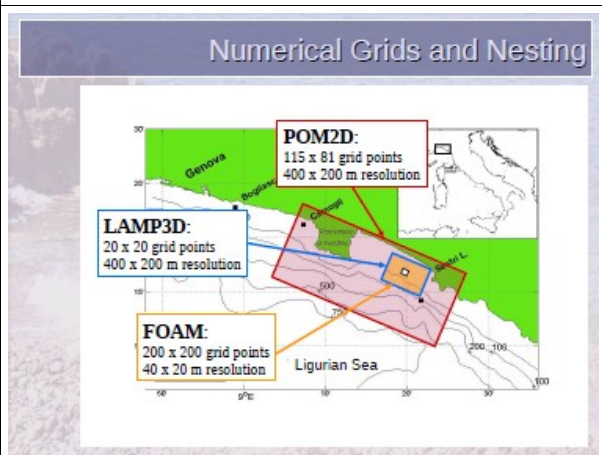 Numerical Grids and Nesting
POM2D:
115 x 81 grid points
400 x 200 m resolution
30'
Genova
20'
Camogli
LAMP3D:
20 x 20 grid points
400 x 200 m resolution
Sestri L.
500
10'
FOAM:
200 x 200 grid points
40 x 20 m resolution
Ligurian Sea
200
100
100
50'
9°E
10'
20'
30'